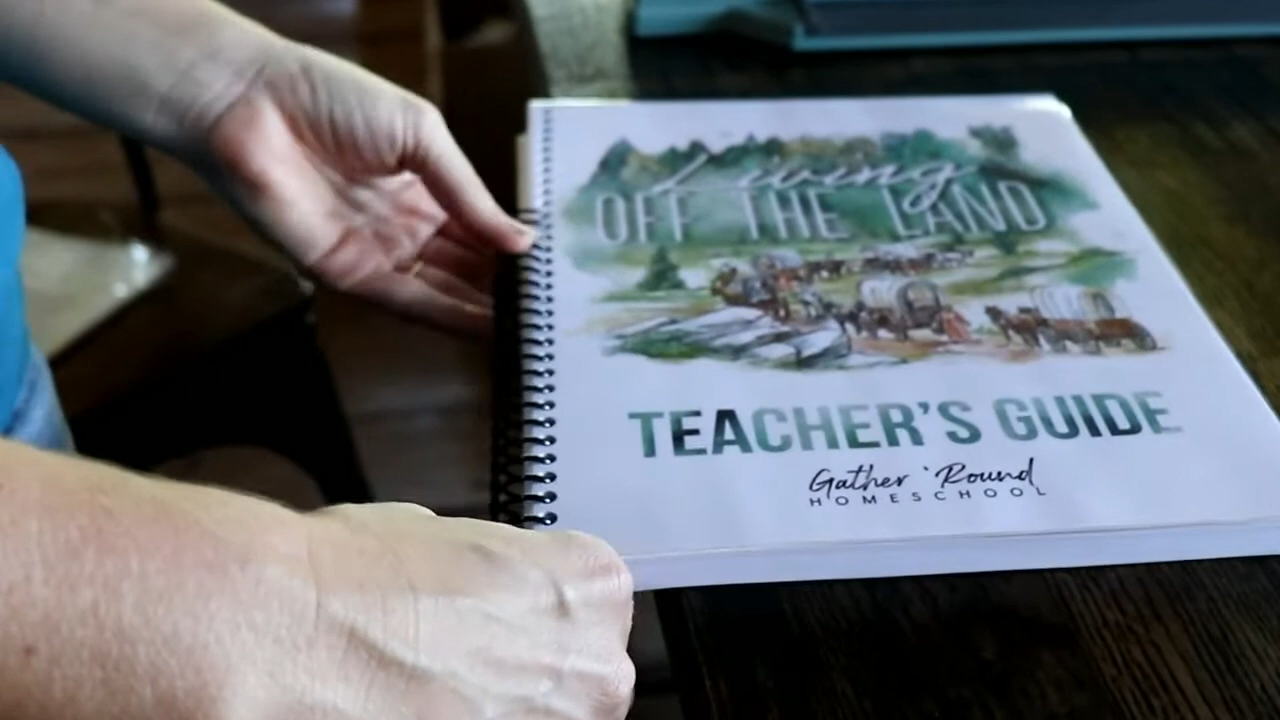 Living
OFF THE LAND
TEACHER'S GUIDE
Gather 'Round
HOMESCHOOL